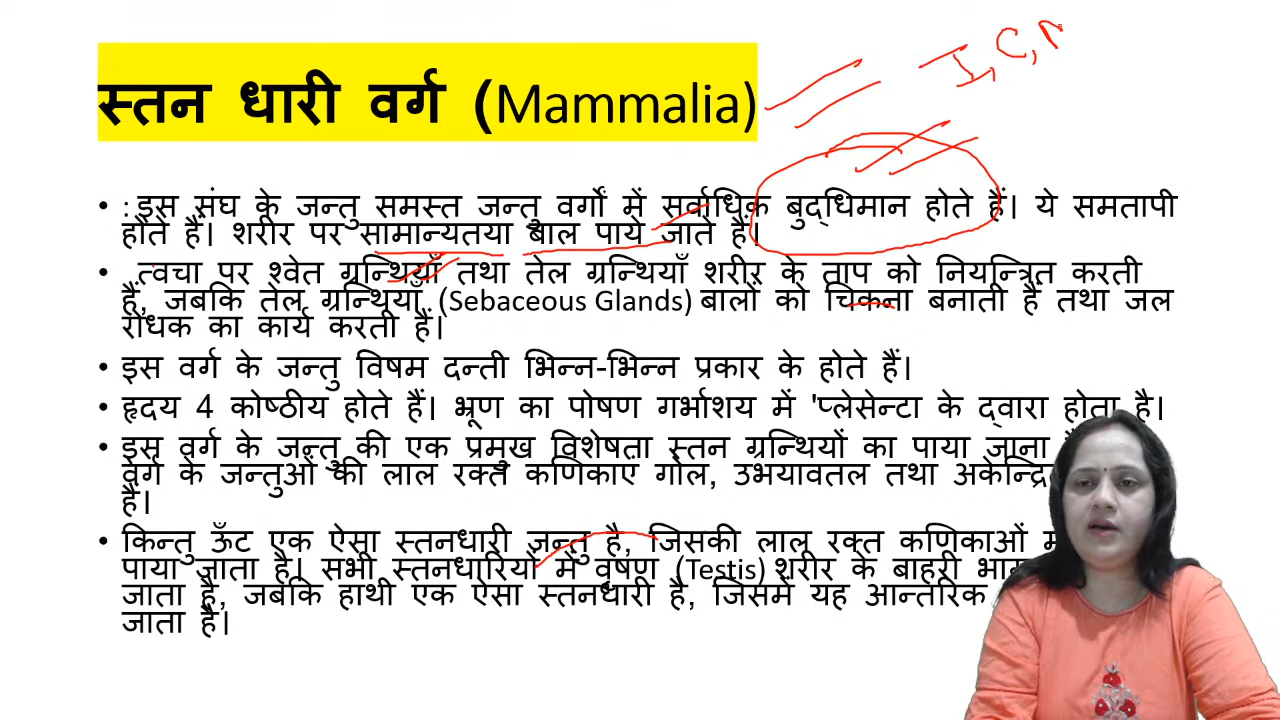 स्तन धारी वर्ग (Mammalia)
I, C, M
• :इस संघ के जन्तु समस्त जन्तु वर्गों में सर्वाधिक बुद्धिमान होते हैं। ये समतापी
होते हैं। शरीर पर सामान्यतया बाल पाये जाते हैं।
• त्वचा पर श्वेत ग्रन्थियाँ तथा तेल ग्रन्थियाँ शरीर के ताप को नियन्त्रित करती
हैं, जबकि तेल ग्रन्थियाँ (Sebaceous Glands) बालों को चिकना बनाती हैं तथा जल
रोधक का कार्य करती हैं।
• इस वर्ग के जन्तु विषम दन्ती भिन्न-भिन्न प्रकार के होते हैं।
• हृदय 4 कोष्ठीय होते हैं। भ्रूण का पोषण गर्भाशय में 'प्लेसेन्टा के द्वारा होता है।
• इस वर्ग के जन्तु की एक प्रमुख विशेषता स्तन ग्रन्थियों का पाया जाना
वर्ग के जन्तुओं की लाल रक्त कणिकाएं गोल, उभयावतल तथा
है।
• किन्तु ऊँट एक ऐसा स्तनधारी जन्तु है, जिसकी लाल रक्त कणिकाओं
पाया जाता है। सभी स्तनधारियों में वृषण (Testis) शरीर के बाहरी
जाता है, जबकि हाथी एक ऐसा स्तनधारी है, जिसमें यह आन्तरिक
जाता है।